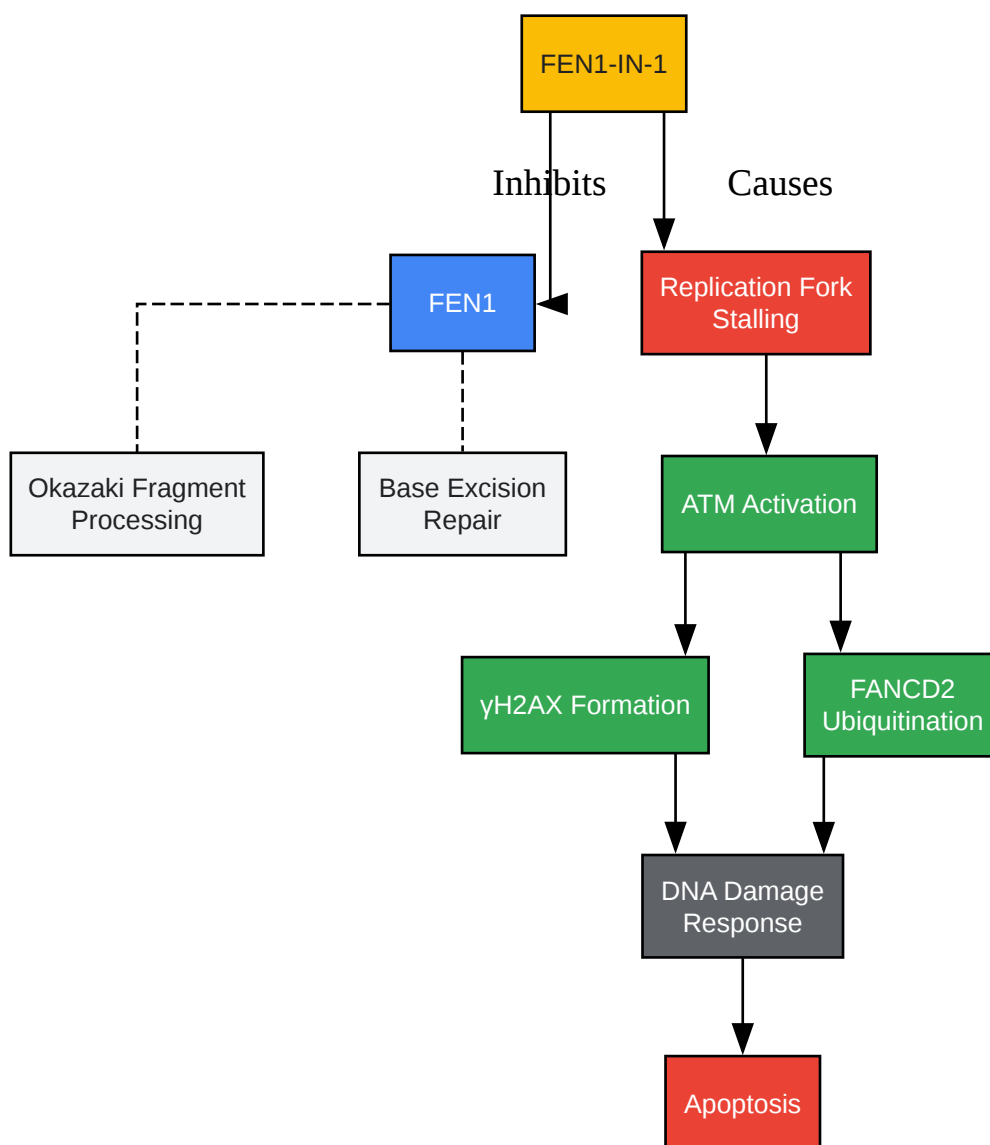 FEN1-IN-1
Inhibits
Causes
FEN1
Replication Fork
Stalling
Okazaki Fragment
Processing
Base Excision
Repair
ATM Activation
γH2AX Formation
FANCD2
Ubiquitination
DNA Damage
Response
Apoptosis